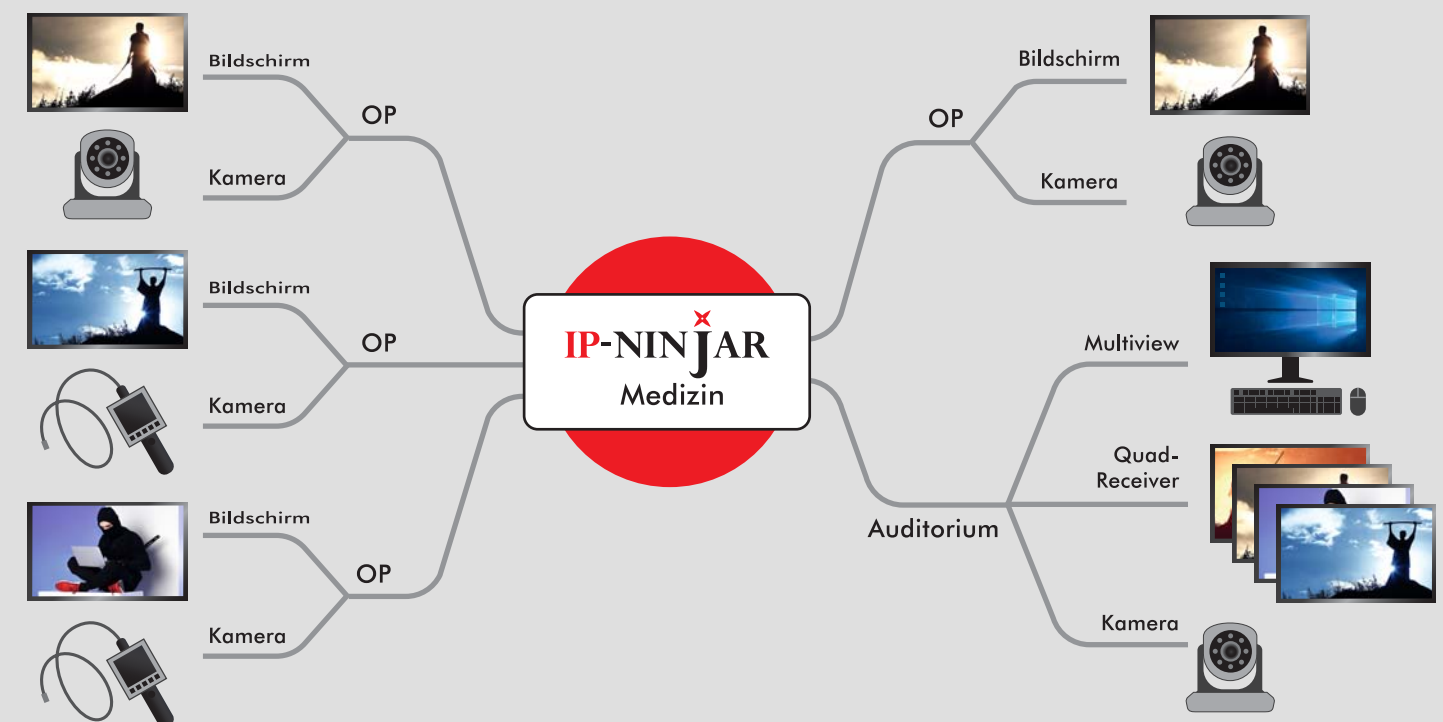 Bildschirm
OP
Kamera
Bildschirm
OP
Kamera
Bildschirm
OP
Kamera
IP-NINJAR
Medizin
Bildschirm
OP
Kamera
Multiview
Quad-
Receiver
Auditorium
Kamera